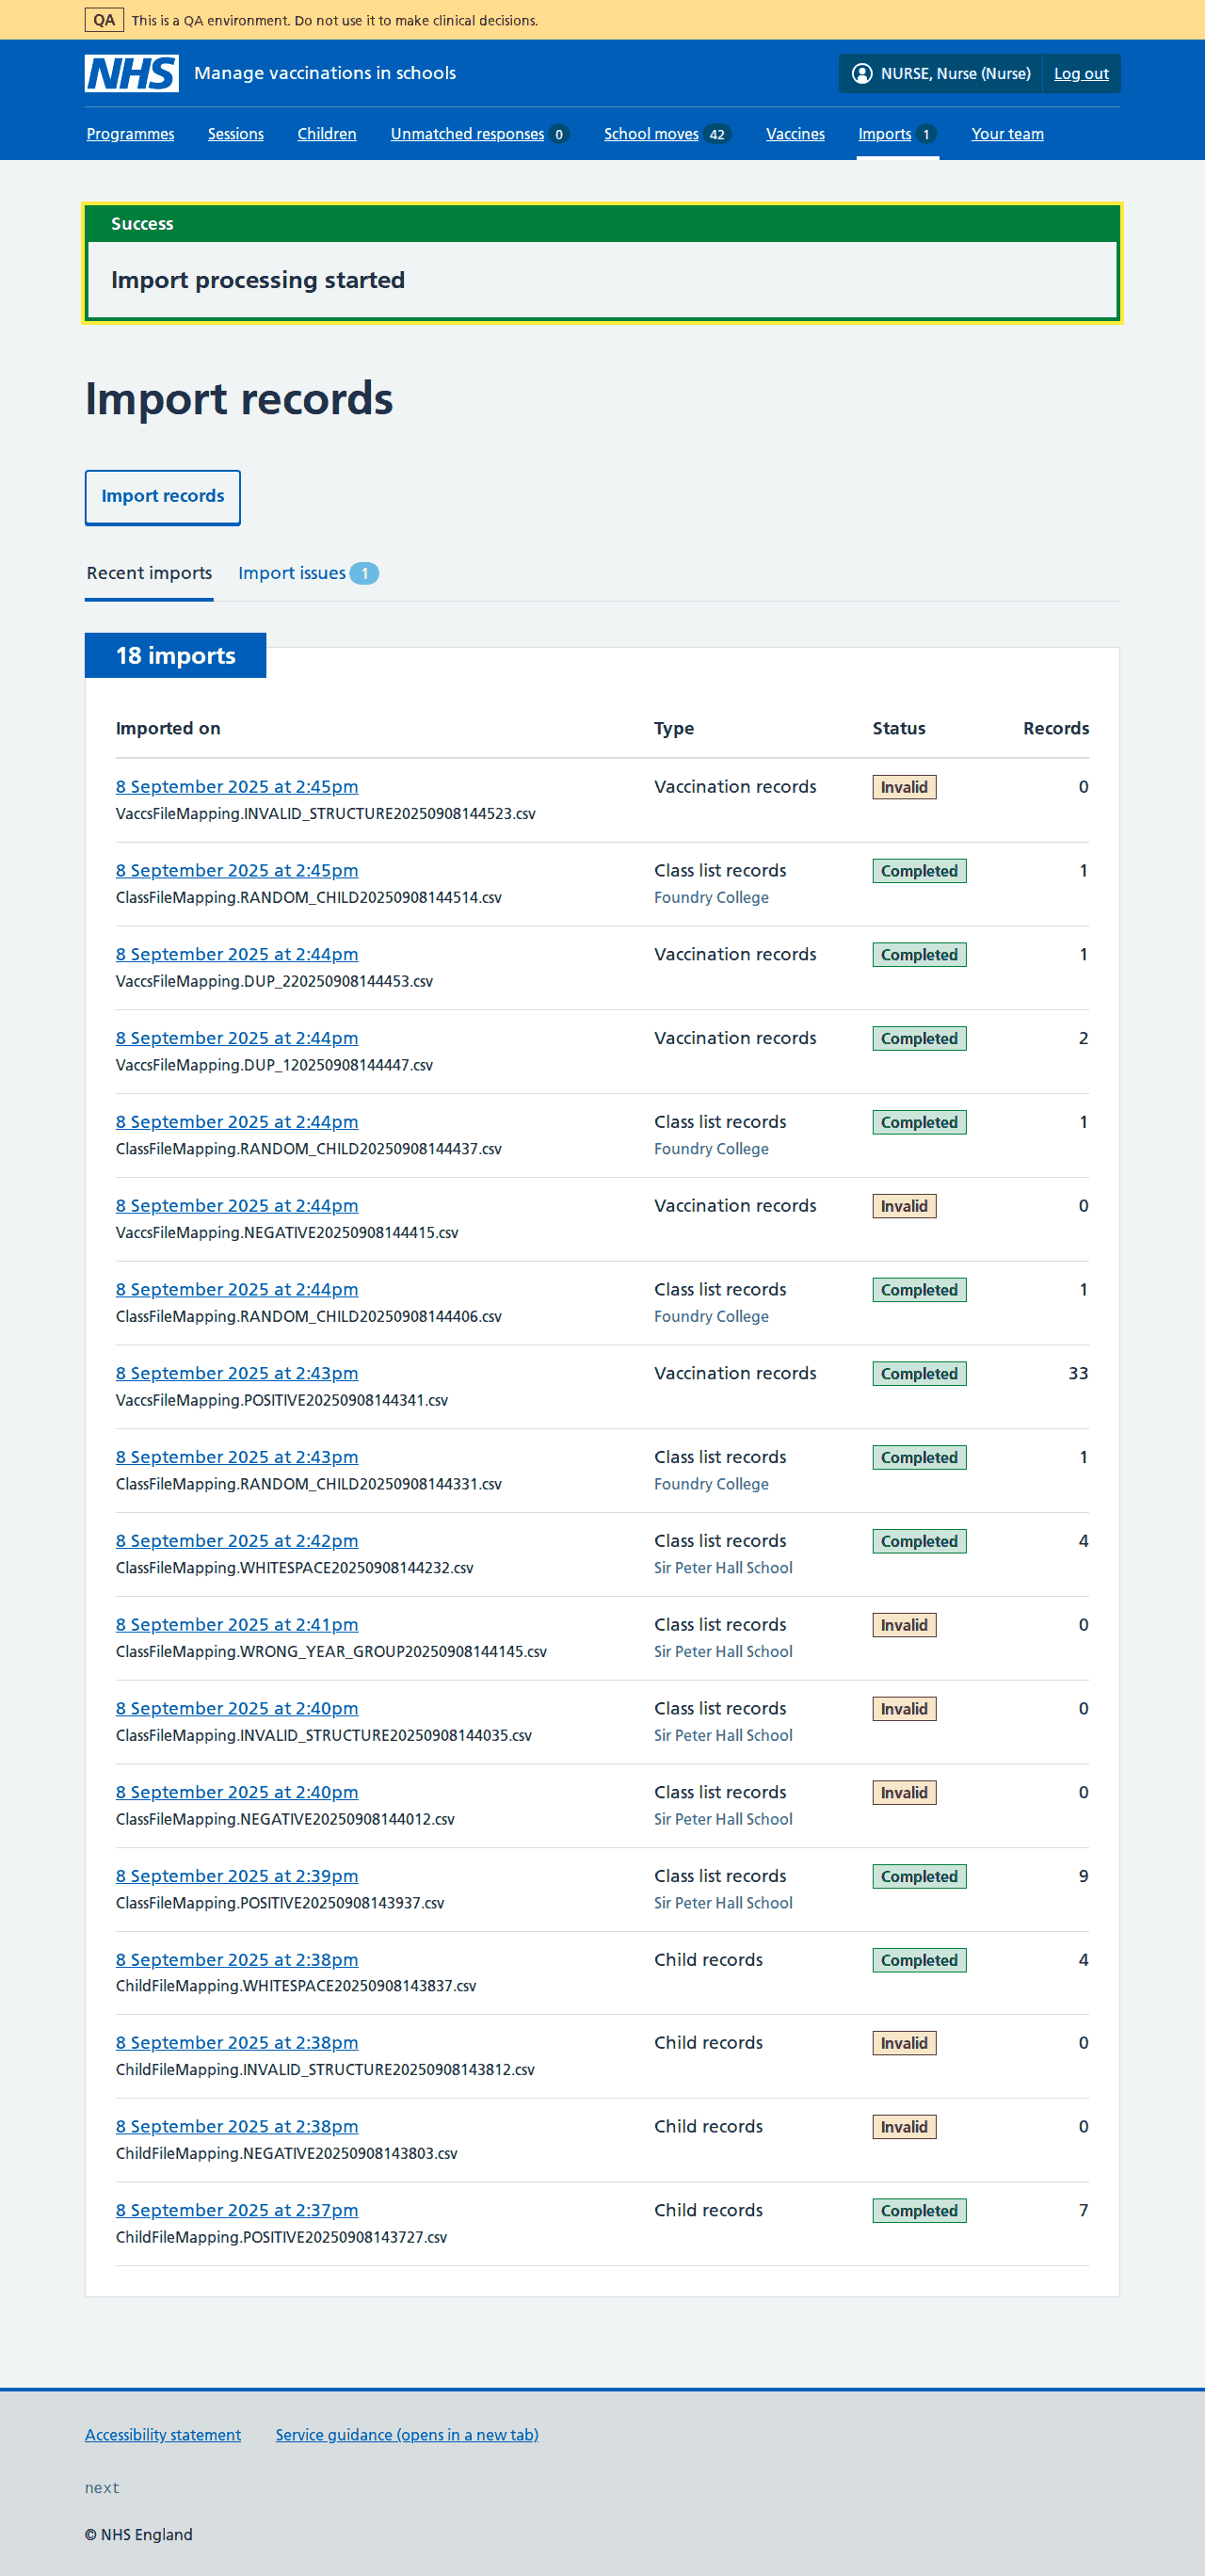 QA This is a QA environment. Do not use it to make clinical decisions.
NHS Manage vaccinations in schools NURSE, Nurse (Nurse) Log out
Programmes Sessions Children Unmatched responses 0 School moves 42 Vaccines Imports 1 Your team
Success
Import processing started
Import records
Import records
Recent imports Import issues 1
18 imports
Imported on Type Status Records
8 September 2025 at 2:45pm Vaccination records Invalid 0
VaccsFileMapping.INVALID_STRUCTURE20250908144523.csv
8 September 2025 at 2:45pm Class list records Completed 1
ClassFileMapping.RANDOM_CHILD20250908144514.csv Foundry College
8 September 2025 at 2:44pm Vaccination records Completed 1
VaccsFileMapping.DUP_220250908144453.csv
8 September 2025 at 2:44pm Vaccination records Completed 2
VaccsFileMapping.DUP_120250908144447.csv
8 September 2025 at 2:44pm Class list records Completed 1
ClassFileMapping.RANDOM_CHILD20250908144437.csv Foundry College
8 September 2025 at 2:44pm Vaccination records Invalid 0
VaccsFileMapping.NEGATIVE20250908144415.csv
8 September 2025 at 2:44pm Class list records Completed 1
ClassFileMapping.RANDOM_CHILD20250908144406.csv Foundry College
8 September 2025 at 2:43pm Vaccination records Completed 33
VaccsFileMapping.POSITIVE20250908144341.csv
8 September 2025 at 2:43pm Class list records Completed 1
ClassFileMapping.RANDOM_CHILD20250908144331.csv Foundry College
8 September 2025 at 2:42pm Class list records Completed 4
ClassFileMapping.WHITESPACE20250908144232.csv Sir Peter Hall School
8 September 2025 at 2:41pm Class list records Invalid 0
ClassFileMapping.WRONG_YEAR_GROUP20250908144145.csv Sir Peter Hall School
8 September 2025 at 2:40pm Class list records Invalid 0
ClassFileMapping.INVALID_STRUCTURE20250908144035.csv Sir Peter Hall School
8 September 2025 at 2:40pm Class list records Invalid 0
ClassFileMapping.NEGATIVE20250908144012.csv Sir Peter Hall School
8 September 2025 at 2:39pm Class list records Completed 9
ClassFileMapping.POSITIVE20250908143937.csv Sir Peter Hall School
8 September 2025 at 2:38pm Child records Completed 4
ChildFileMapping.WHITESPACE20250908143837.csv
8 September 2025 at 2:38pm Child records Invalid 0
ChildFileMapping.INVALID_STRUCTURE20250908143812.csv
8 September 2025 at 2:38pm Child records Invalid 0
ChildFileMapping.NEGATIVE20250908143803.csv
8 September 2025 at 2:37pm Child records Completed 7
ChildFileMapping.POSITIVE20250908143727.csv
Accessibility statement Service guidance (opens in a new tab)
next
© NHS England